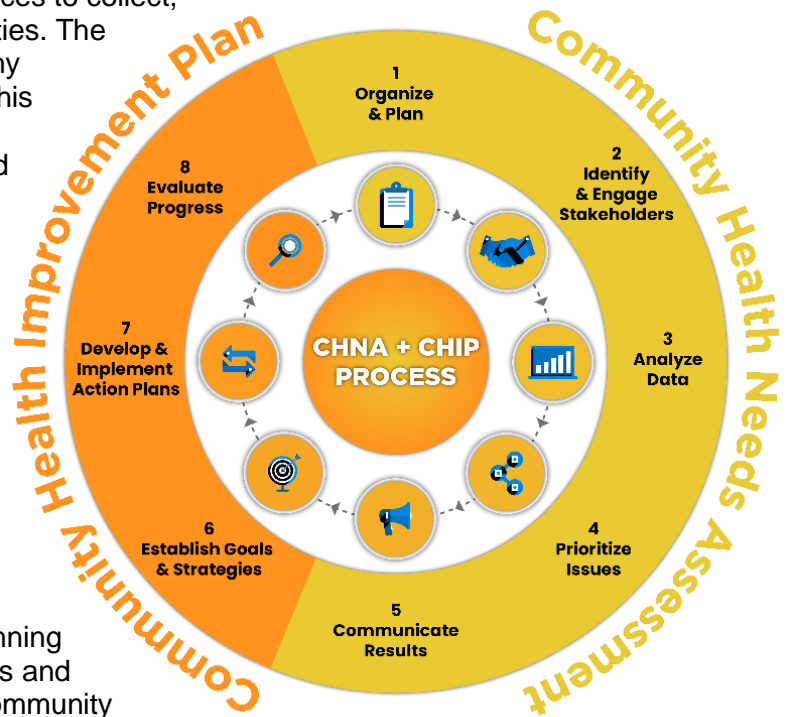 ces to collect,
ties. The
ny
his
d
Community Health Improvement Plan
Community Health Needs Assessment
1
Organize
& Plan
2
Identify
& Engage
Stakeholders
3
Analyze
Data
4
Prioritize
Issues
5
Communicate
Results
6
Establish Goals
& Strategies
7
Develop &
Implement
Action Plans
8
Evaluate
Progress
CHNA + CHIP
PROCESS
nning
s and
ommunity